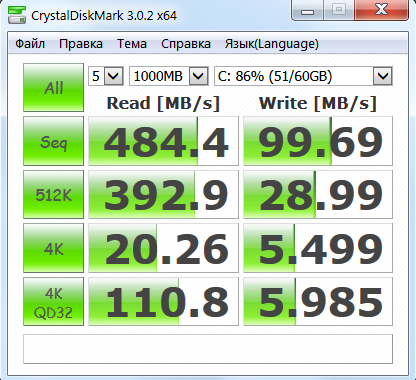 CrystalDiskMark 3.0.2 x64
Файл Правка Тема Справка Язык(Language)
All 5 1000MB C: 86% (51/60GB)
Read [MB/s] Write [MB/s]
Seq 484.4 99.69
512K 392.9 28.99
4K 20.26 5.499
4K QD32 110.8 5.985